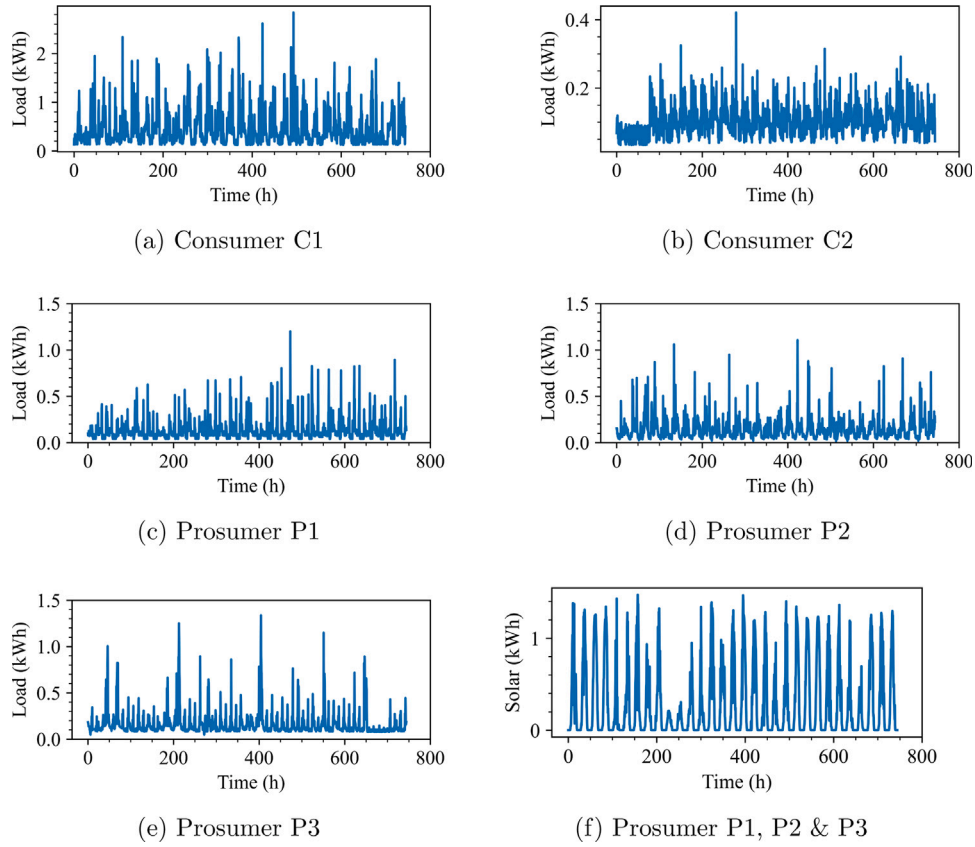 Load (kWh)
2
1
0
0
200
400
600
800
Time (h)
(a) Consumer C1
Load (kWh)
0.4
0.2
0
200
400
600
800
Time (h)
(b) Consumer C2
Load (kWh)
1.5
1.0
0.5
0.0
0
200
400
600
800
Time (h)
(c) Prosumer P1
Load (kWh)
1.5
1.0
0.5
0.0
0
200
400
600
800
Time (h)
(d) Prosumer P2
Load (kWh)
1.5
1.0
0.5
0.0
0
200
400
600
800
Time (h)
(e) Prosumer P3
Solar (kWh)
1
0
0
200
400
600
800
Time (h)
(f) Prosumer P1, P2 & P3